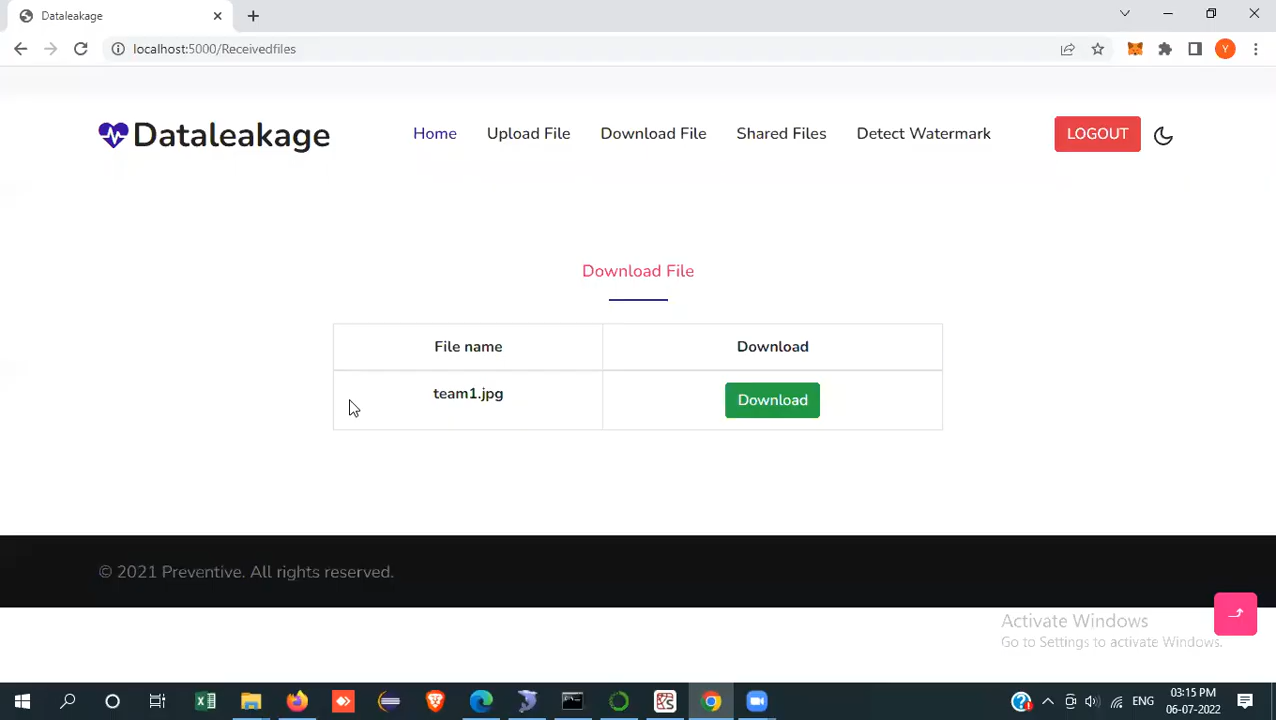 Dataleakage
localhost:5000/Receivedfiles
Y
Dataleakage
Home
Upload File
Download File
Shared Files
Detect Watermark
LOGOUT
Download File
File name
Download
team1.jpg
Download
© 2021 Preventive. All rights reserved.
Activate Windows
Go to Settings to activate Windows.
ENG
03:15 PM
06-07-2022